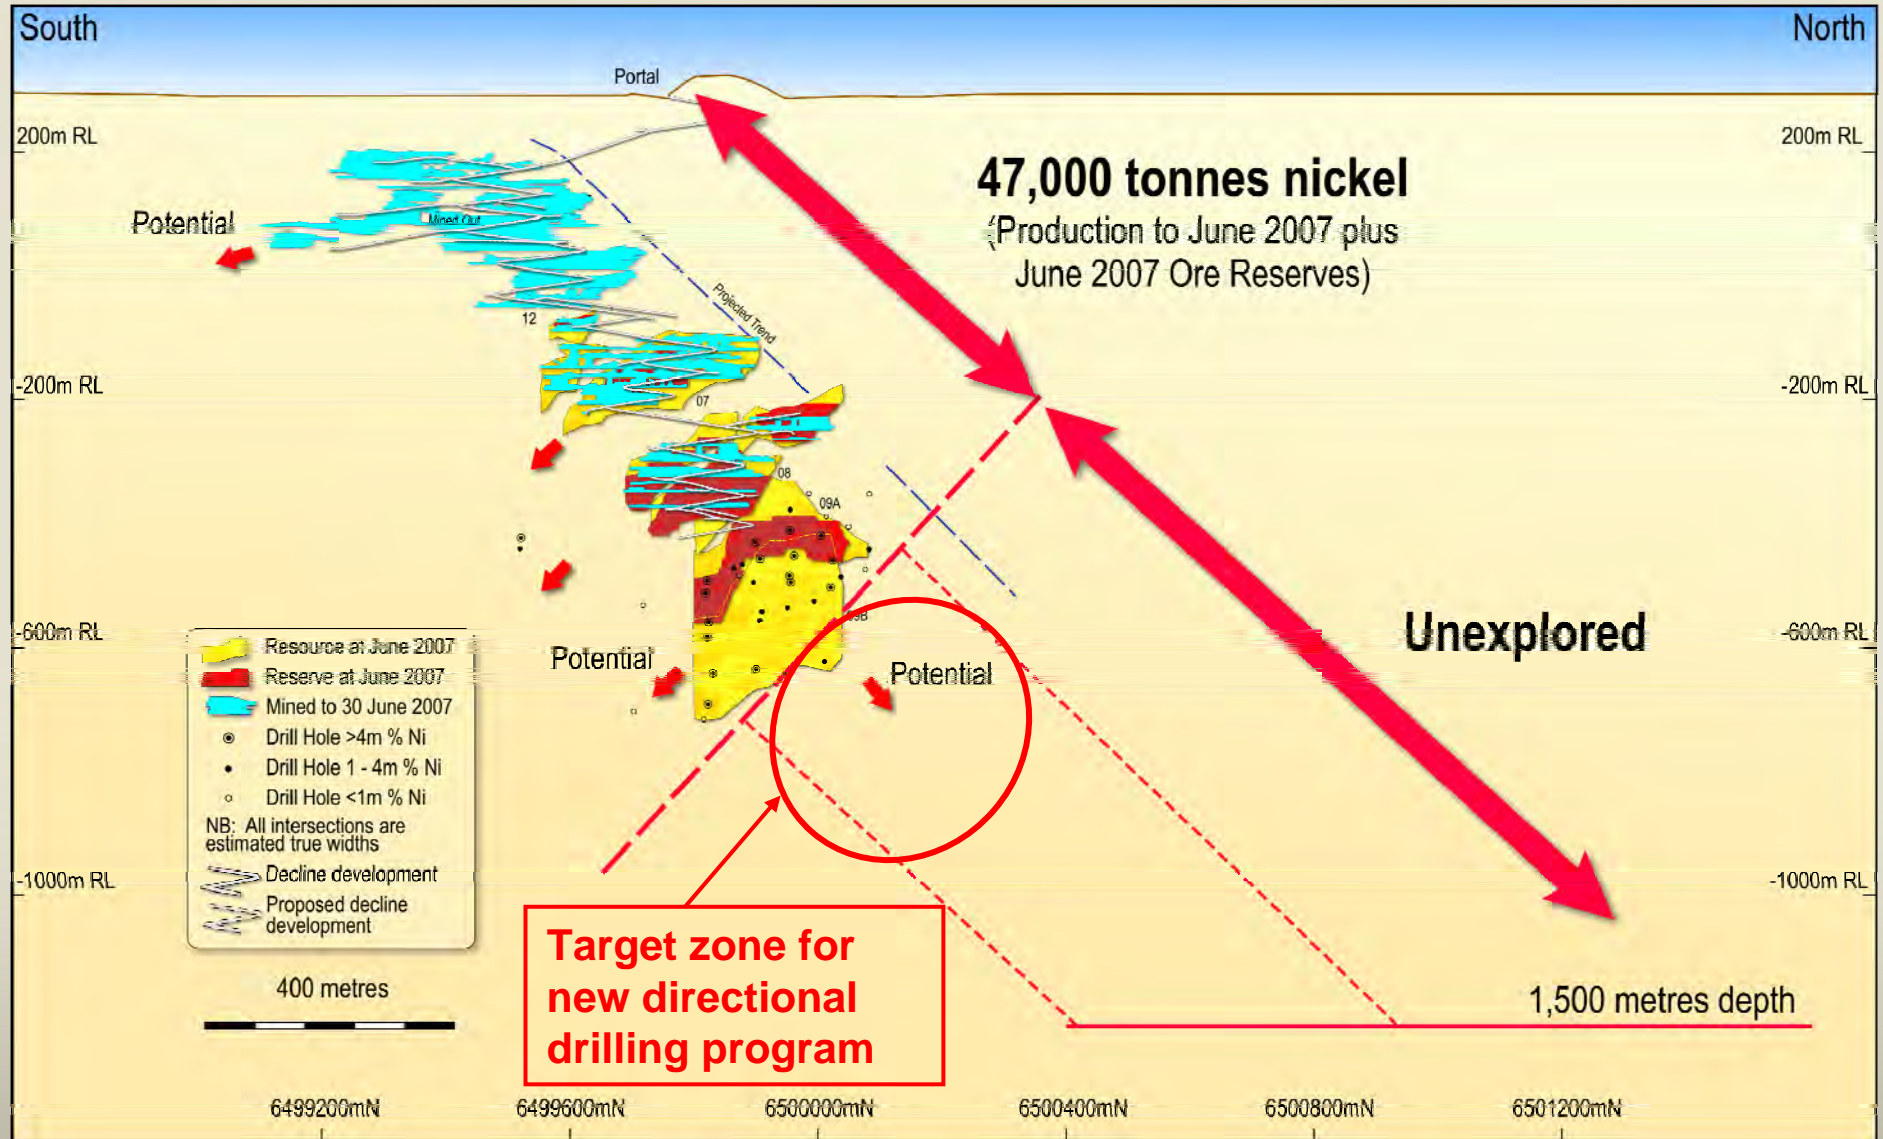 South
North
Portal
200m RL
200m RL
47,000 tonnes nickel
(Production to June 2007 plus
June 2007 Ore Reserves)
Potential
Mined Out
Projected Trend
12
-200m RL
-200m RL
07
08
09A
09B
-600m RL
-600m RL
Unexplored
Potential
Potential
Resource at June 2007
Reserve at June 2007
Mined to 30 June 2007
Drill Hole >4m % Ni
Drill Hole 1 - 4m % Ni
Drill Hole <1m % Ni
NB: All intersections are
estimated true widths
Decline development
Proposed decline
development
-1000m RL
-1000m RL
400 metres
Target zone for
new directional
drilling program
1,500 metres depth
6499200mN
6499600mN
6500000mN
6500400mN
6500800mN
6501200mN